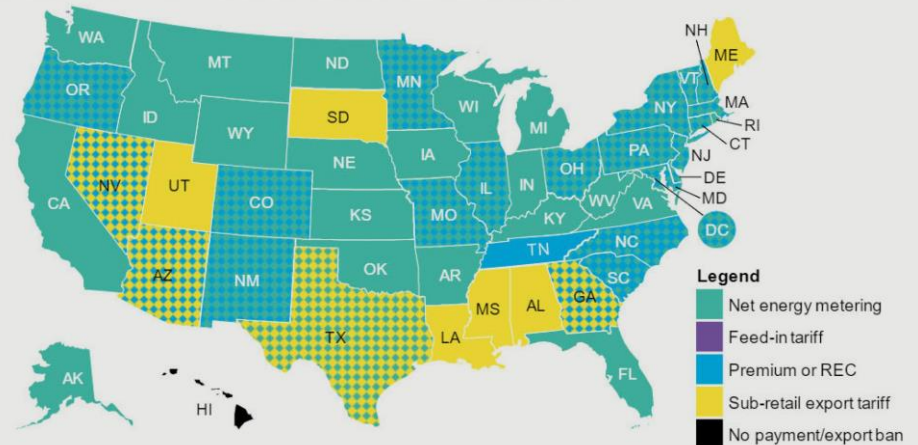 WA
MT
ND
MN
OR
ID
WY
SD
WI
MI
NH
VT
ME
NY
MA
RI
CT
NJ
PA
DE
MD
DC
NV
UT
CO
NE
IA
IL
IN
OH
WV
VA
CA
KS
MO
KY
NC
TN
SC
AZ
NM
OK
AR
TX
LA
MS
AL
GA
FL
AK
HI
Legend
Net energy metering
Feed-in tariff
Premium or REC
Sub-retail export tariff
No payment/export ban